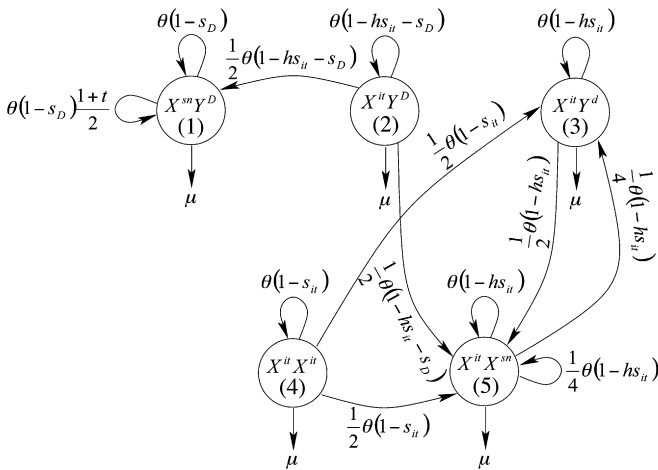 θ(1−s_D)
θ(1−hs_it−s_D)
θ(1−hs_it)
1/2 θ(1−hs_it−s_D)
θ(1−s_D) (1+t)/2
X^sn Y^D
(1)
X^it Y^D
(2)
X^it Y^d
(3)
μ
μ
μ
1/2 θ(1−s_it)
1/2 θ(1−hs_it)
1/4 θ(1−hs_it)
1/2 θ(1−hs_it−s_D)
θ(1−s_it)
θ(1−hs_it)
X^it X^it
(4)
X^it X^sn
(5)
1/4 θ(1−hs_it)
1/2 θ(1−s_it)
μ
μ